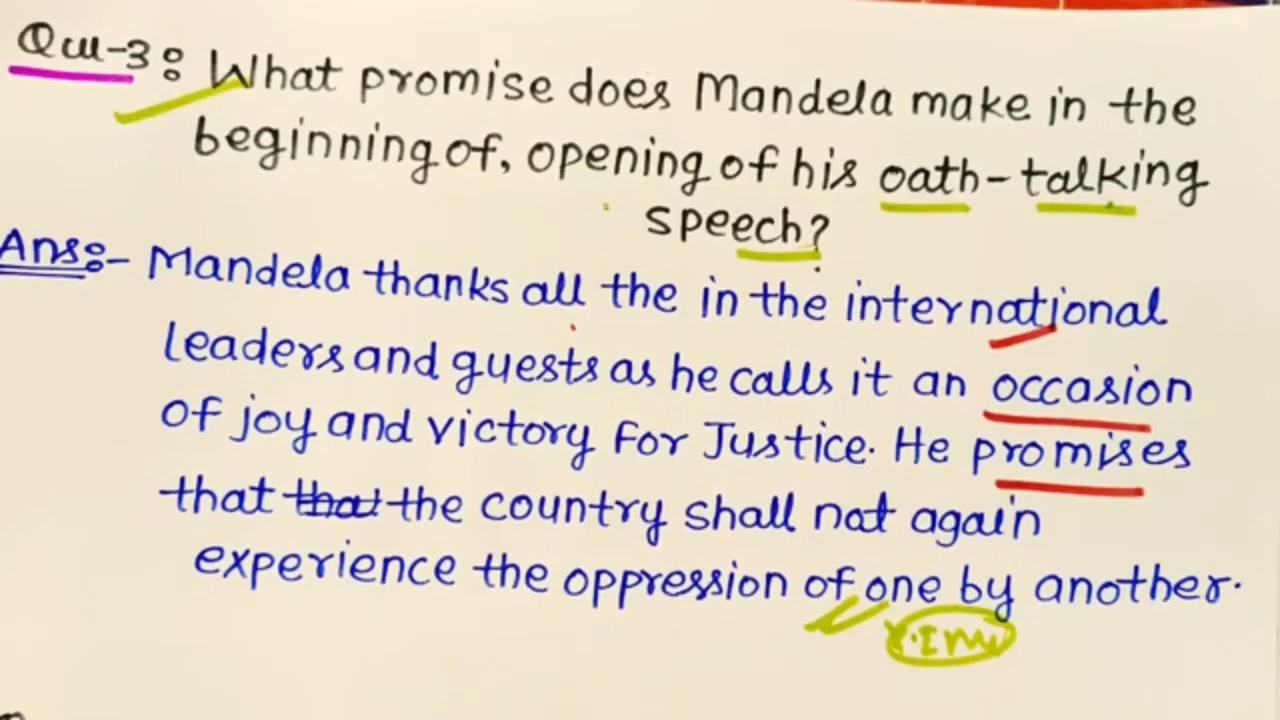 Que-3: What promise does Mandela make in the
beginning of, opening of his oath-talking
speech?
Ans:- Mandela thanks all the in the international
leaders and guests as he calls it an occasion
of joy and victory for Justice. He promises
that that the country shall not again
experience the oppression of one by another.